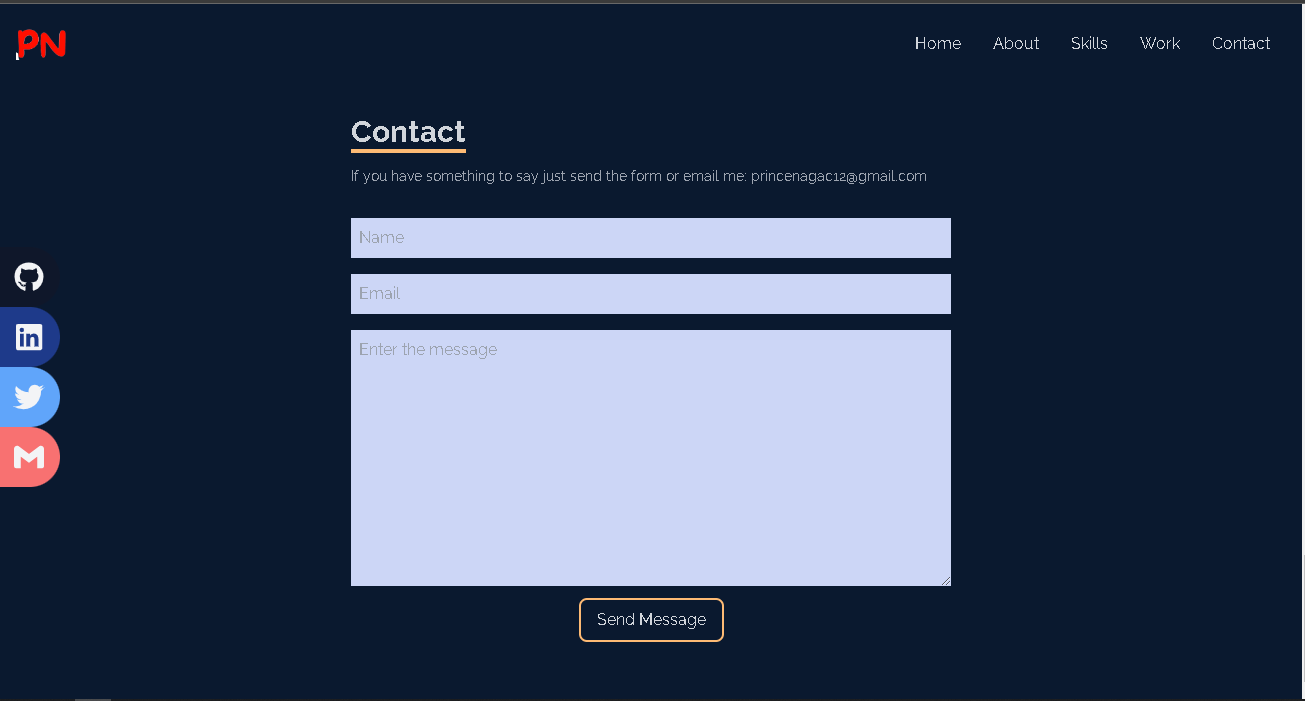 PN
Home About Skills Work Contact
Contact
If you have something to say just send the form or email me: princenagac12@gmail.com
Name
Email
in
Enter the message
Send Message